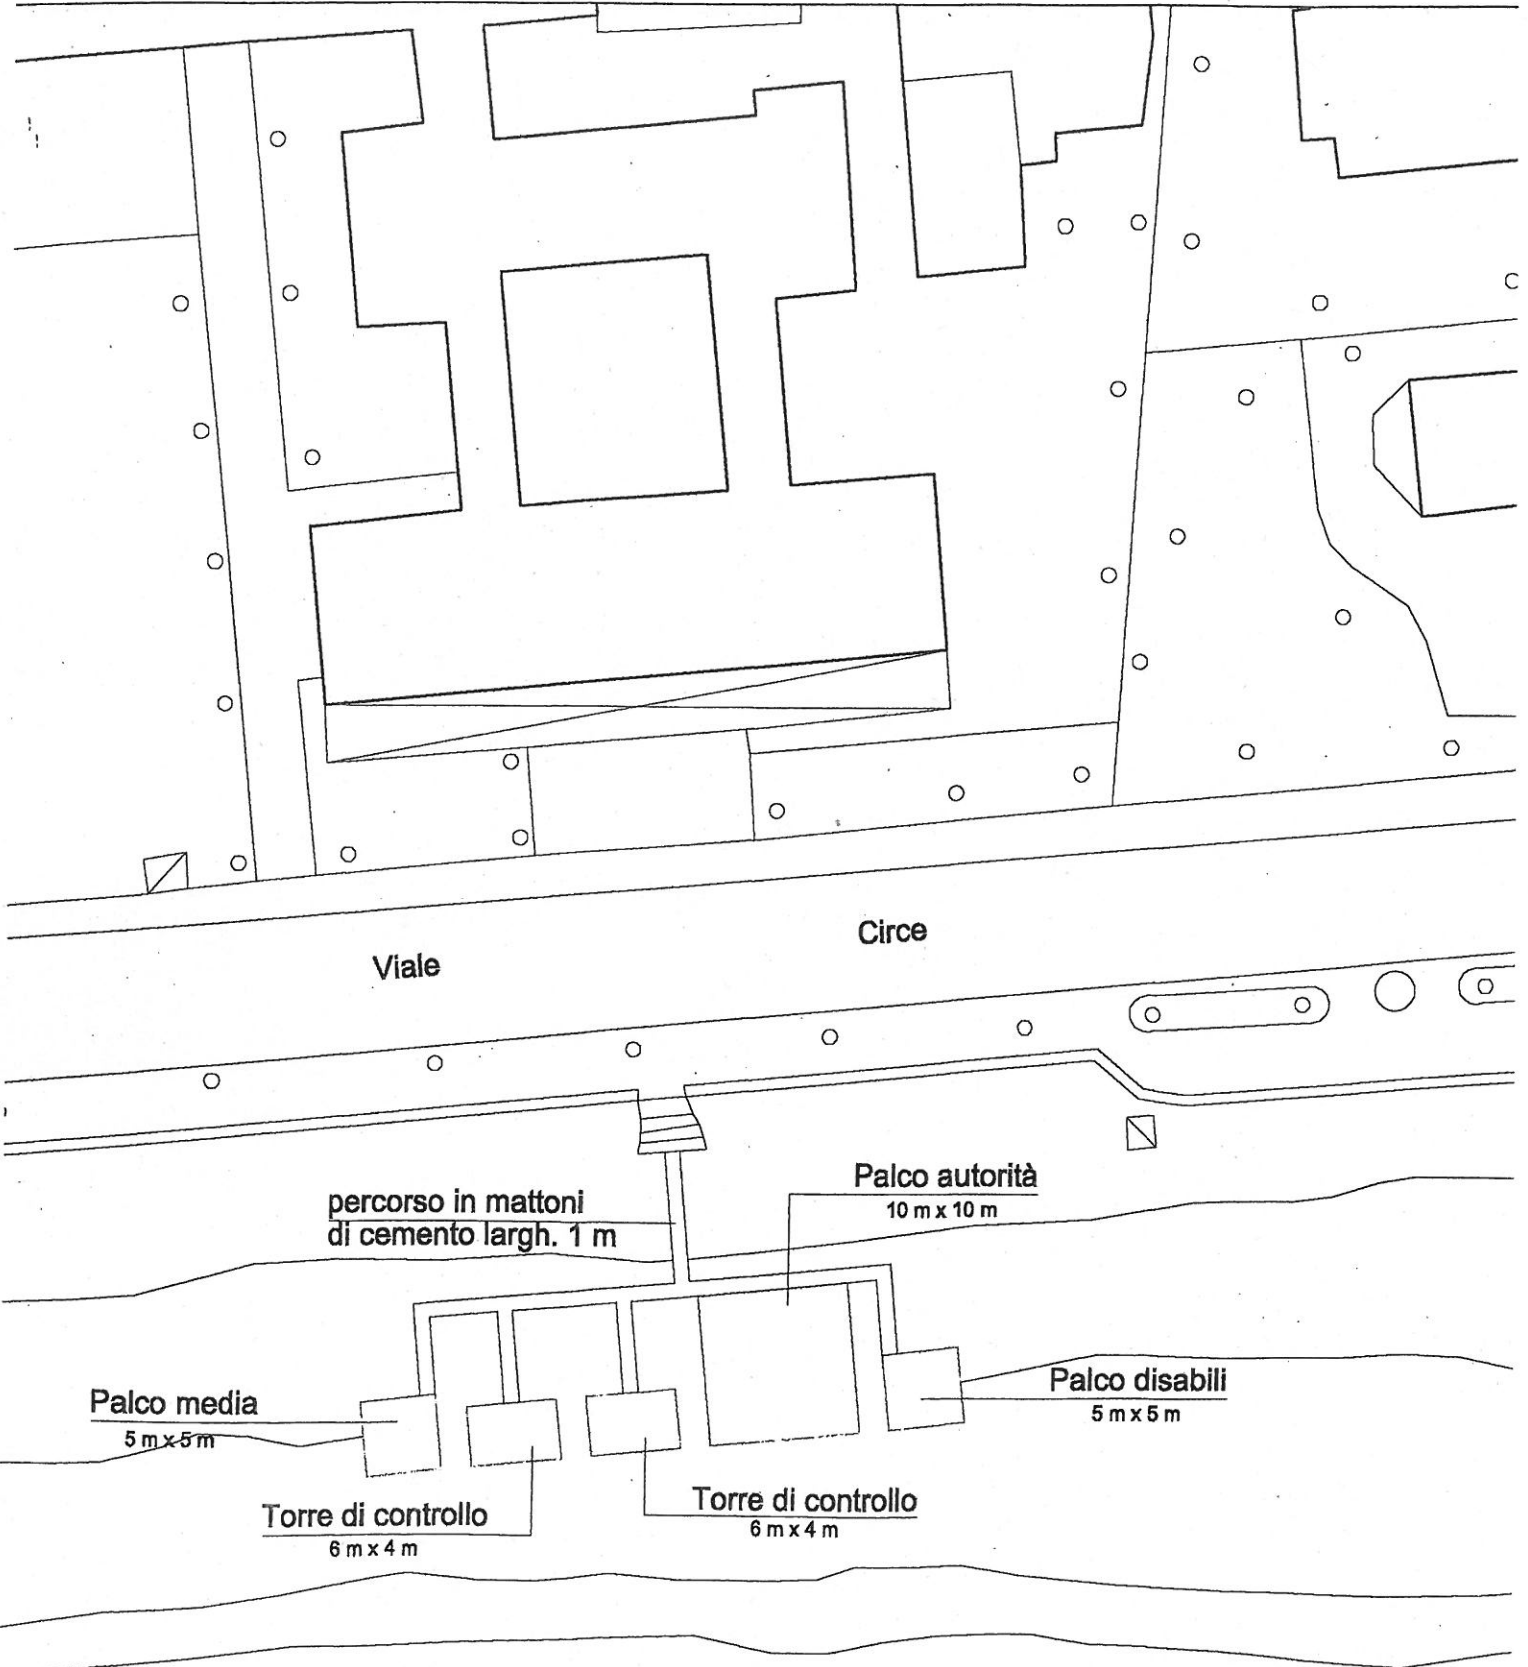 Circe
Viale
Palco autorità
10 m x 10 m
percorso in mattoni
di cemento largh. 1 m
Palco disabili
5 m x 5 m
Palco media
5 m x 5 m
Torre di controllo
6 m x 4 m
Torre di controllo
6 m x 4 m